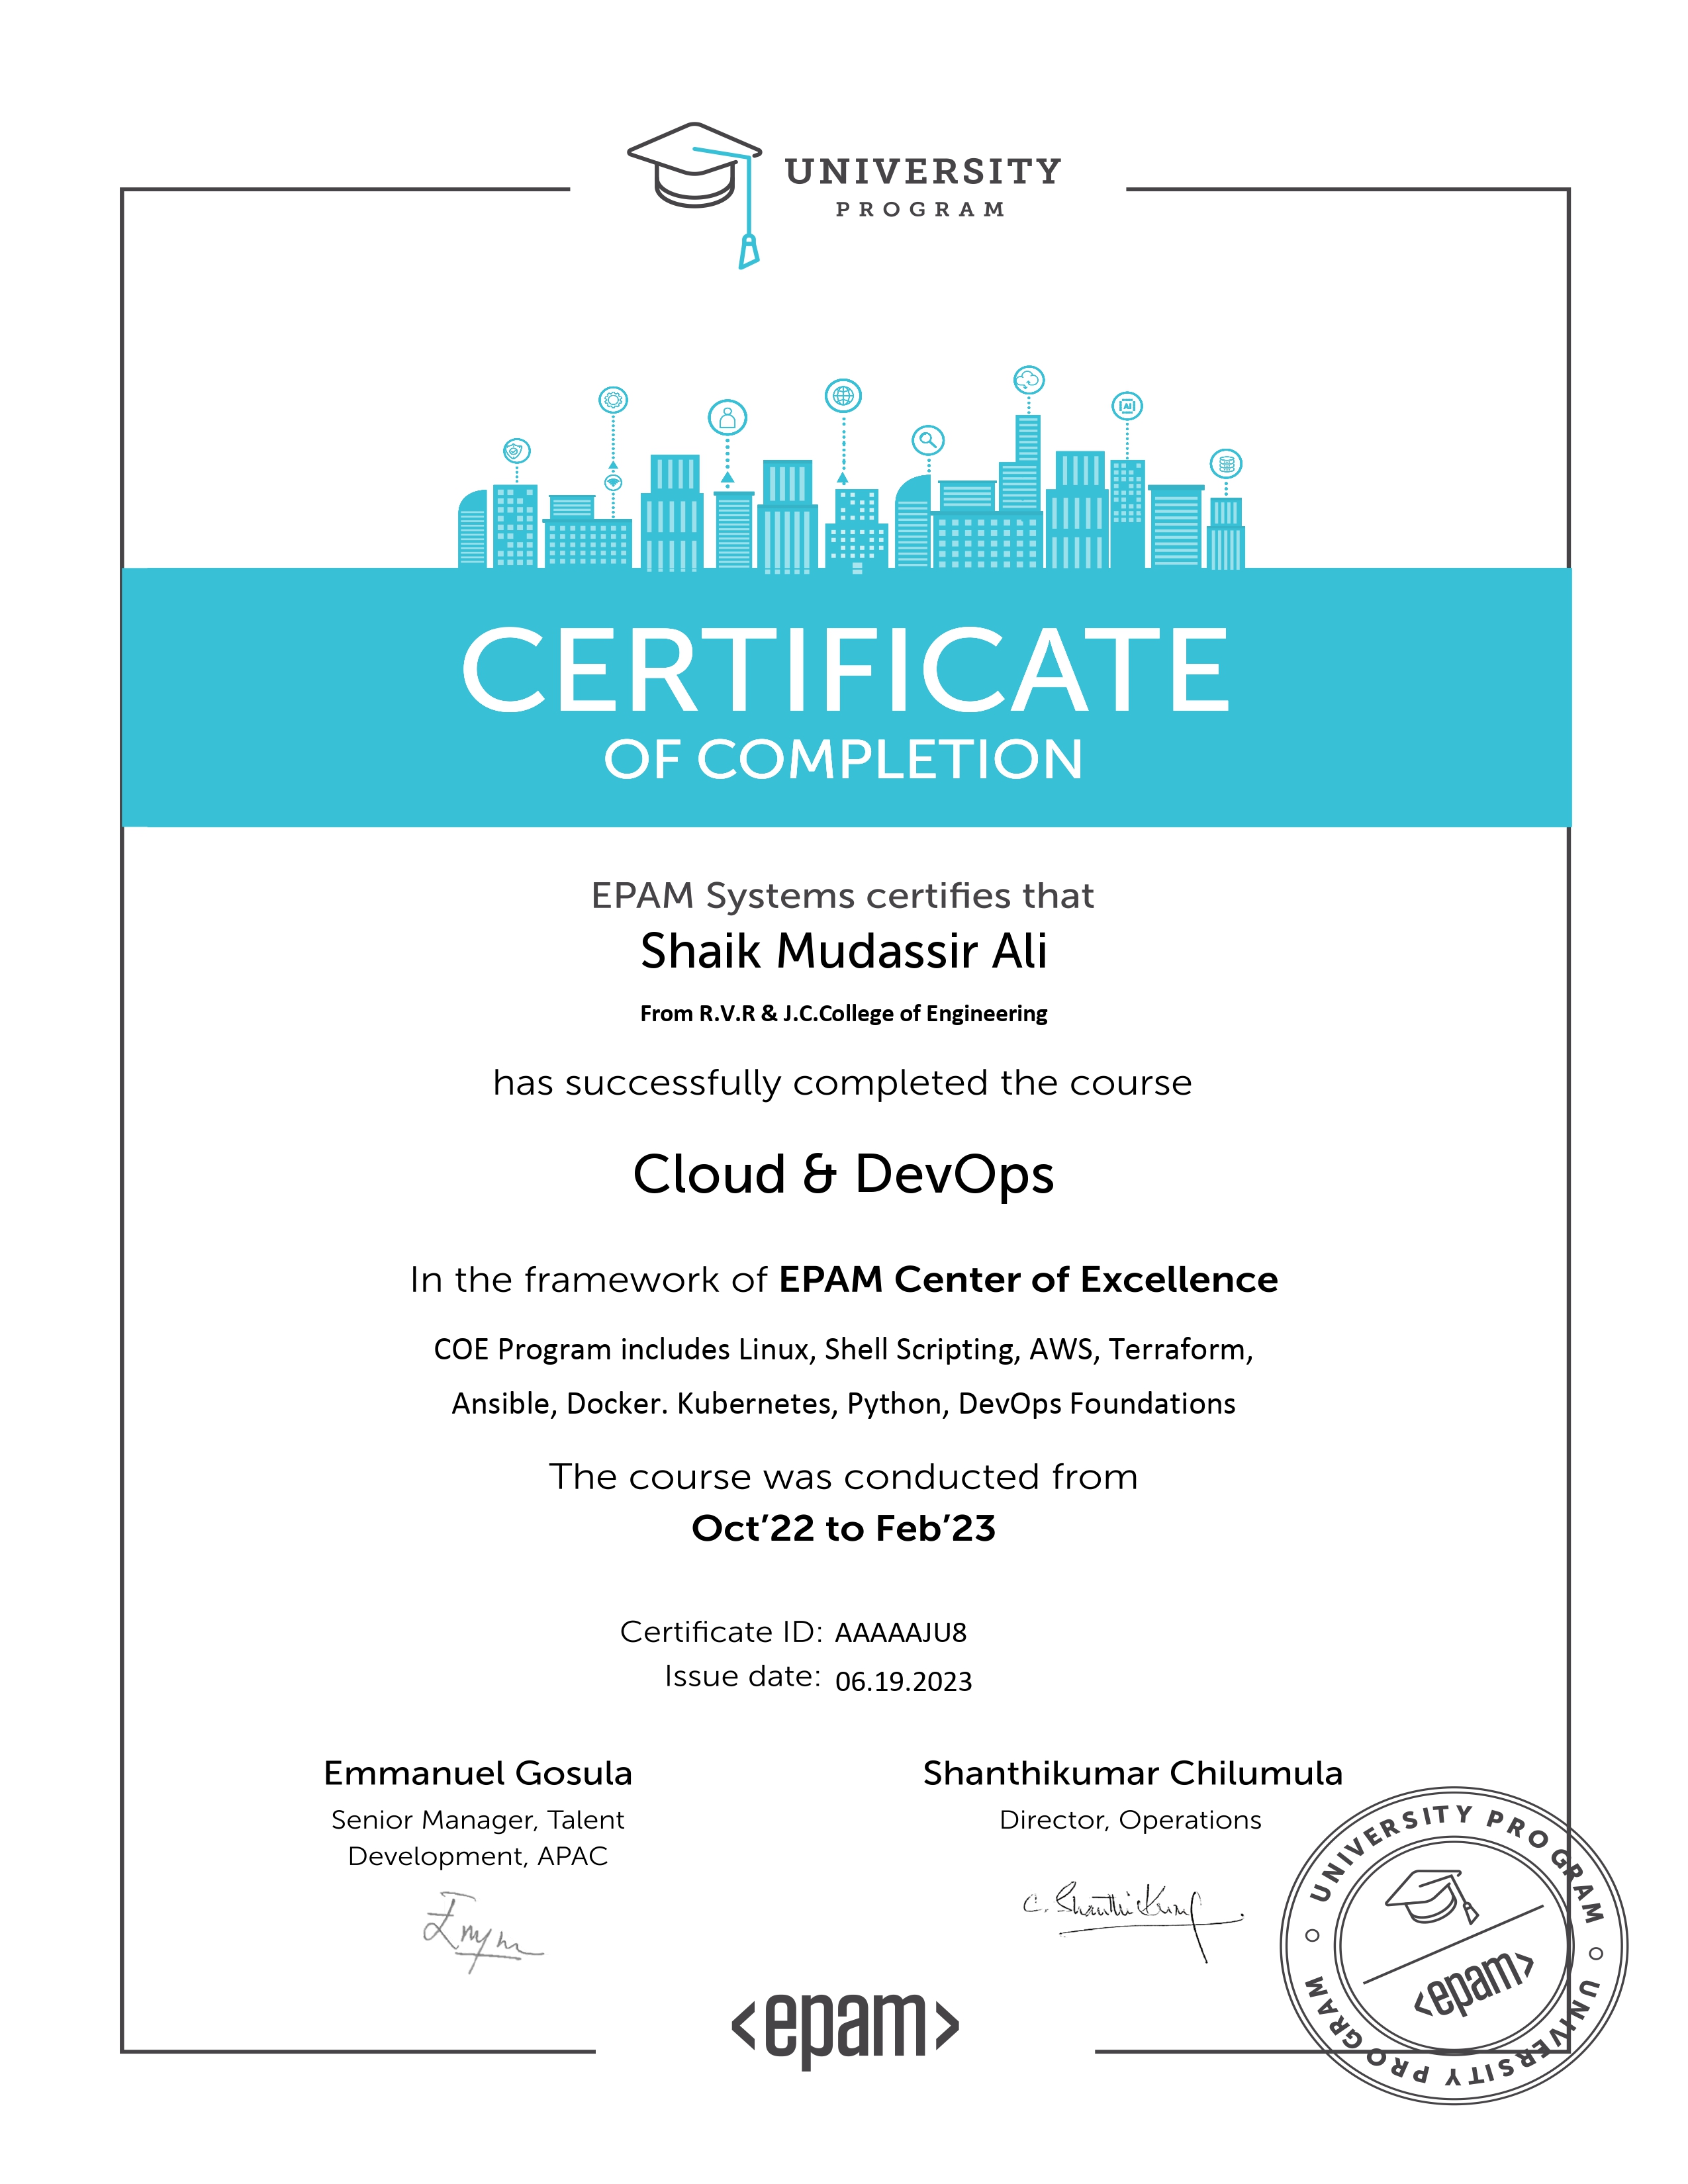 UNIVERSITY
PROGRAM
AI
CERTIFICATE
OF COMPLETION
EPAM Systems certifies that
Shaik Mudassir Ali
From R.V.R & J.C.College of Engineering
has successfully completed the course
Cloud & DevOps
In the framework of EPAM Center of Excellence
COE Program includes Linux, Shell Scripting, AWS, Terraform,
Ansible, Docker. Kubernetes, Python, DevOps Foundations
The course was conducted from
Oct’22 to Feb’23
Certificate ID: AAAAAJU8
Issue date: 06.19.2023
Emmanuel Gosula
Senior Manager, Talent
Development, APAC
Shanthikumar Chilumula
Director, Operations
C. Shanthi Kumar
<epam>
UNIVERSITY PROGRAM
UNIVERSITY PROGRAM
<epam>